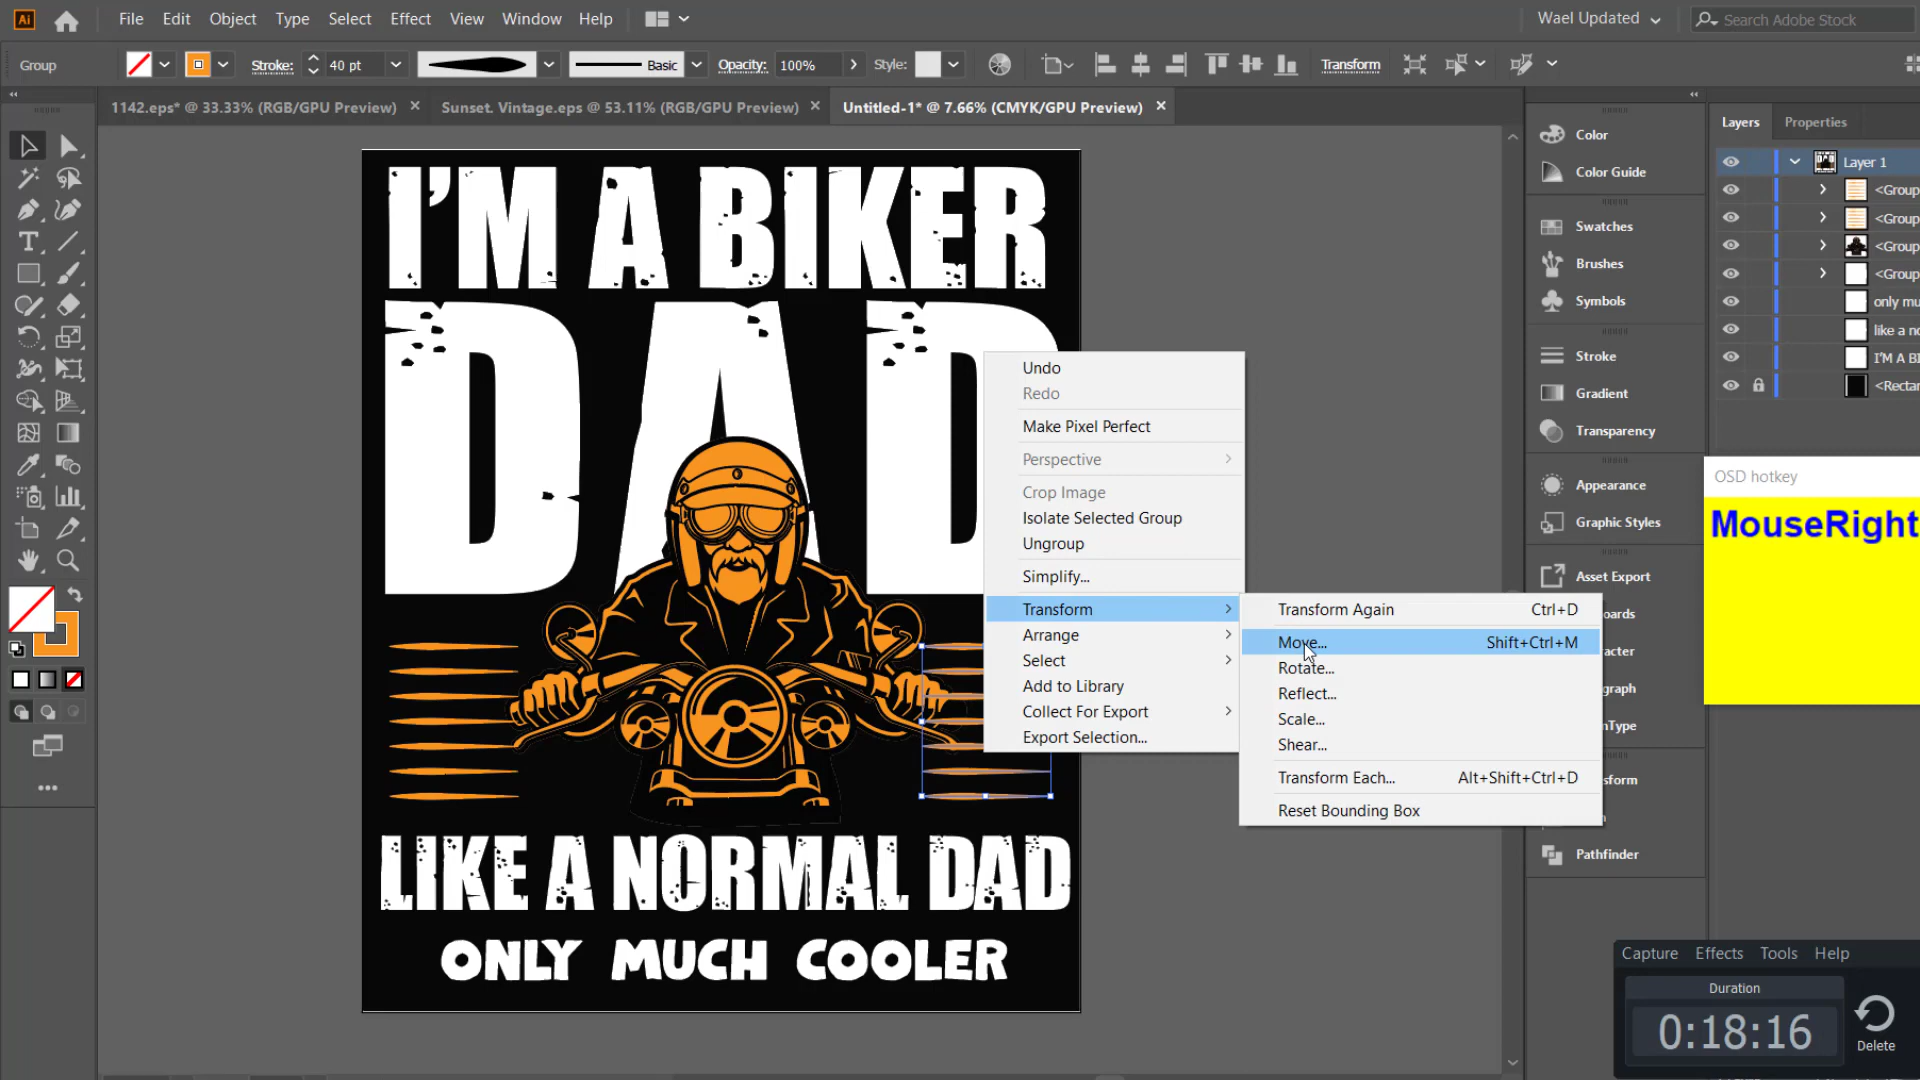 Ai File Edit Object Type Select Effect View Window Help Wael Updated Search Adobe Stock
Group Stroke: 40 pt Basic Opacity: 100% Style: Transform
1142.eps* @ 33.33% (RGB/GPU Preview) Sunset. Vintage.eps @ 53.11% (RGB/GPU Preview) Untitled-1* @ 7.66% (CMYK/GPU Preview)
I'M A BIKER
DAD
LIKE A NORMAL DAD
ONLY MUCH COOLER
Undo
Redo
Make Pixel Perfect
Perspective
Crop Image
Isolate Selected Group
Ungroup
Simplify...
Transform
Arrange
Select
Add to Library
Collect For Export
Export Selection...
Transform Again Ctrl+D
Move... Shift+Ctrl+M
Rotate...
Reflect...
Scale...
Shear...
Transform Each... Alt+Shift+Ctrl+D
Reset Bounding Box
Color
Color Guide
Swatches
Brushes
Symbols
Stroke
Gradient
Transparency
Appearance
Graphic Styles
Asset Export
boards
aracter
graph
nType
sform
Pathfinder
Layers Properties
Layer 1
<Group
<Group
<Group
<Group
only mu
like a no
I'M A BI
<Rectan
OSD hotkey
MouseRight
Capture Effects Tools Help
Duration
0:18:16
Delete